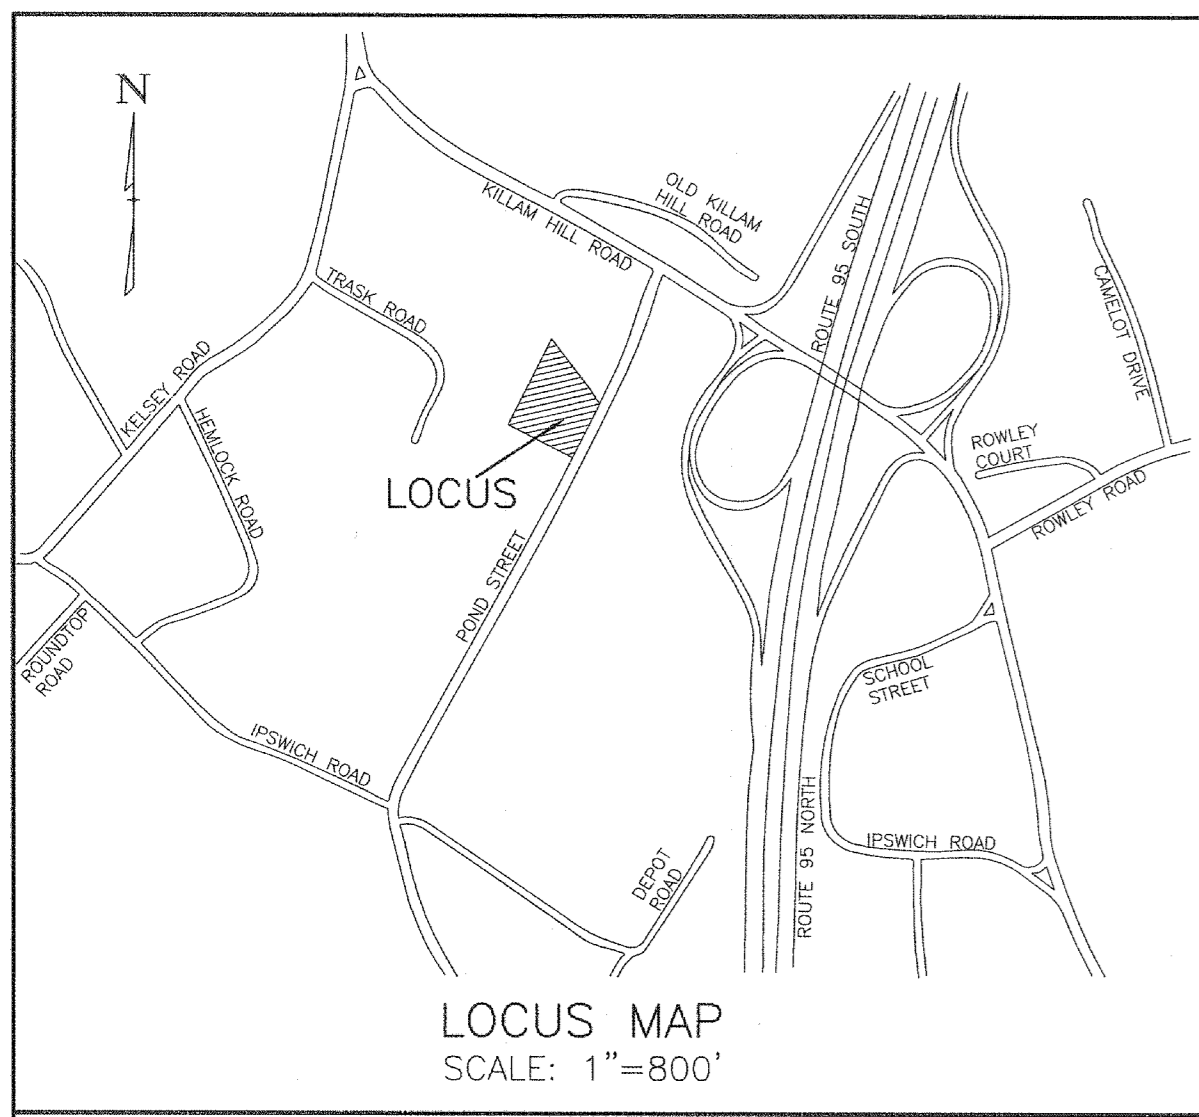 N
OLD KILLAM
HILL ROAD
KILLAM HILL ROAD
ROUTE 95 SOUTH
TRASK ROAD
CAMELOT DRIVE
KELSEY ROAD
HEMLOCK ROAD
ROWLEY
COURT
ROWLEY ROAD
LOCUS
POND STREET
ROUNDTOP
ROAD
SCHOOL
STREET
IPSWICH ROAD
ROUTE 95 NORTH
IPSWICH ROAD
DEPOT
ROAD
LOCUS MAP
SCALE: 1"=800'